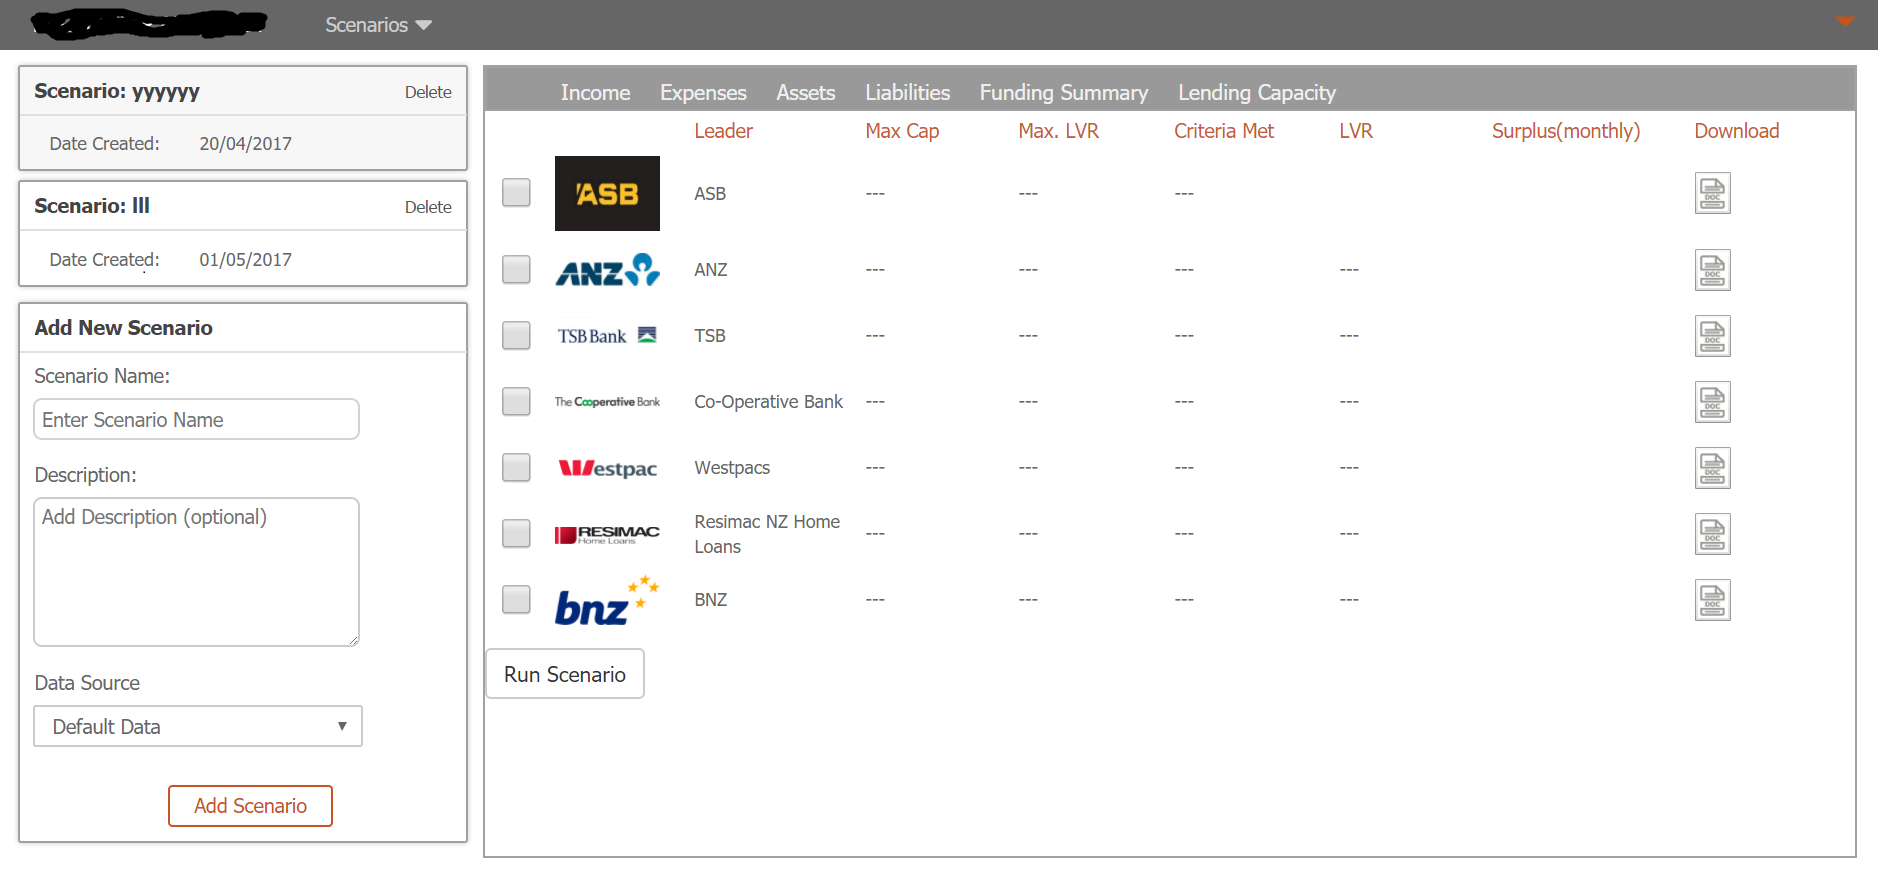 Scenarios
Scenario: yyyyyy Delete
Date Created: 20/04/2017
Scenario: lll Delete
Date Created: 01/05/2017
Add New Scenario
Scenario Name:
Enter Scenario Name
Description:
Add Description (optional)
Data Source
Default Data
Add Scenario
Income Expenses Assets Liabilities Funding Summary Lending Capacity
Leader Max Cap Max. LVR Criteria Met LVR Surplus(monthly) Download
ASB ASB --- --- --- DOC
ANZ ANZ --- --- --- --- DOC
TSB Bank TSB --- --- --- --- DOC
The Cooperative Bank Co-Operative Bank --- --- --- --- DOC
Westpac Westpacs --- --- --- --- DOC
RESIMAC Home Loans Resimac NZ Home Loans --- --- --- --- DOC
bnz BNZ --- --- --- --- DOC
Run Scenario